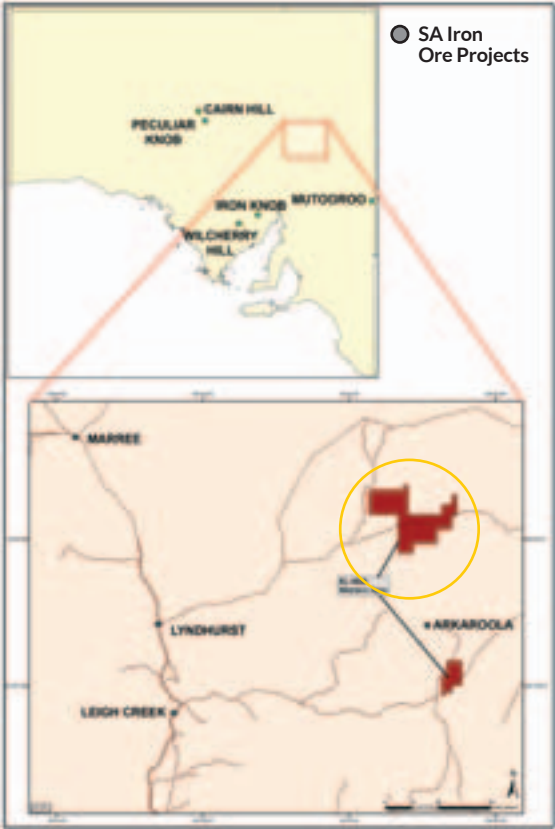 SA Iron
Ore Projects
CAIRN HILL
PECULIAR
KNOB
IRON KNOB
MUTOOROO
WILCHERRY
HILL
MARREE
LYNDHURST
ARKAROOLA
LEIGH CREEK